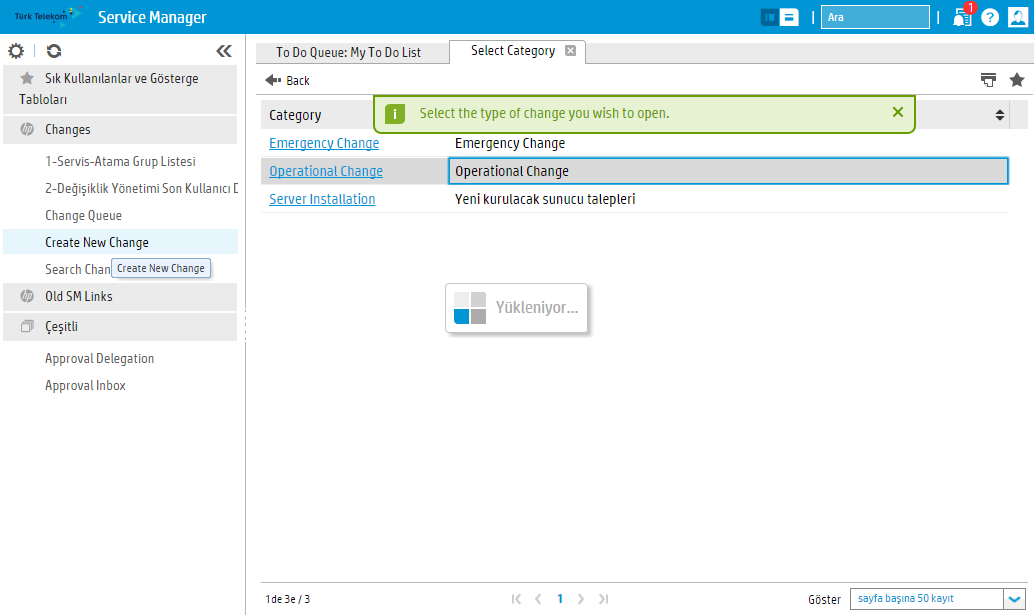 Türk Telekom
Service Manager
Ara
1
?
Sık Kullanılanlar ve Gösterge
Tabloları
Changes
1-Servis-Atama Grup Listesi
2-Değişiklik Yönetimi Son Kullanıcı D
Change Queue
Create New Change
Search Chan
Create New Change
Old SM Links
Çeşitli
Approval Delegation
Approval Inbox
To Do Queue: My To Do List
Select Category
Back
Select the type of change you wish to open.
Category
Emergency Change Emergency Change
Operational Change Operational Change
Server Installation Yeni kurulacak sunucu talepleri
Yükleniyor...
1de 3e / 3
1
Göster sayfa başına 50 kayıt